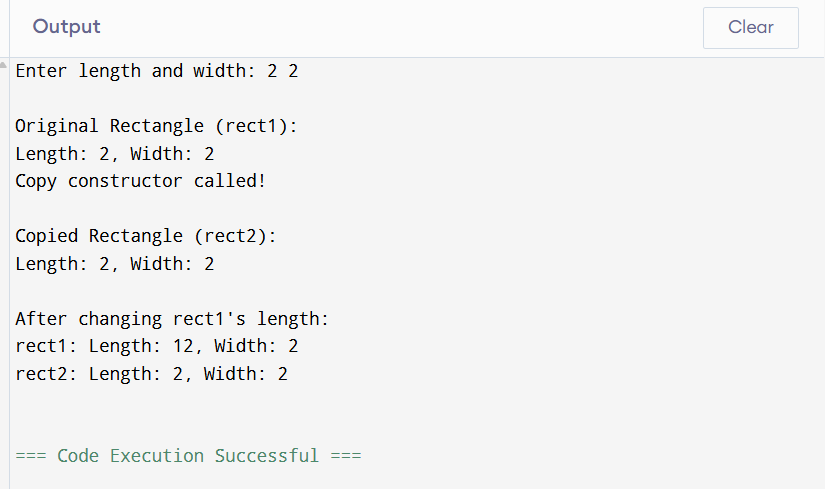 Output
Clear
Enter length and width: 2 2
Original Rectangle (rect1):
Length: 2, Width: 2
Copy constructor called!
Copied Rectangle (rect2):
Length: 2, Width: 2
After changing rect1's length:
rect1: Length: 12, Width: 2
rect2: Length: 2, Width: 2
=== Code Execution Successful ===